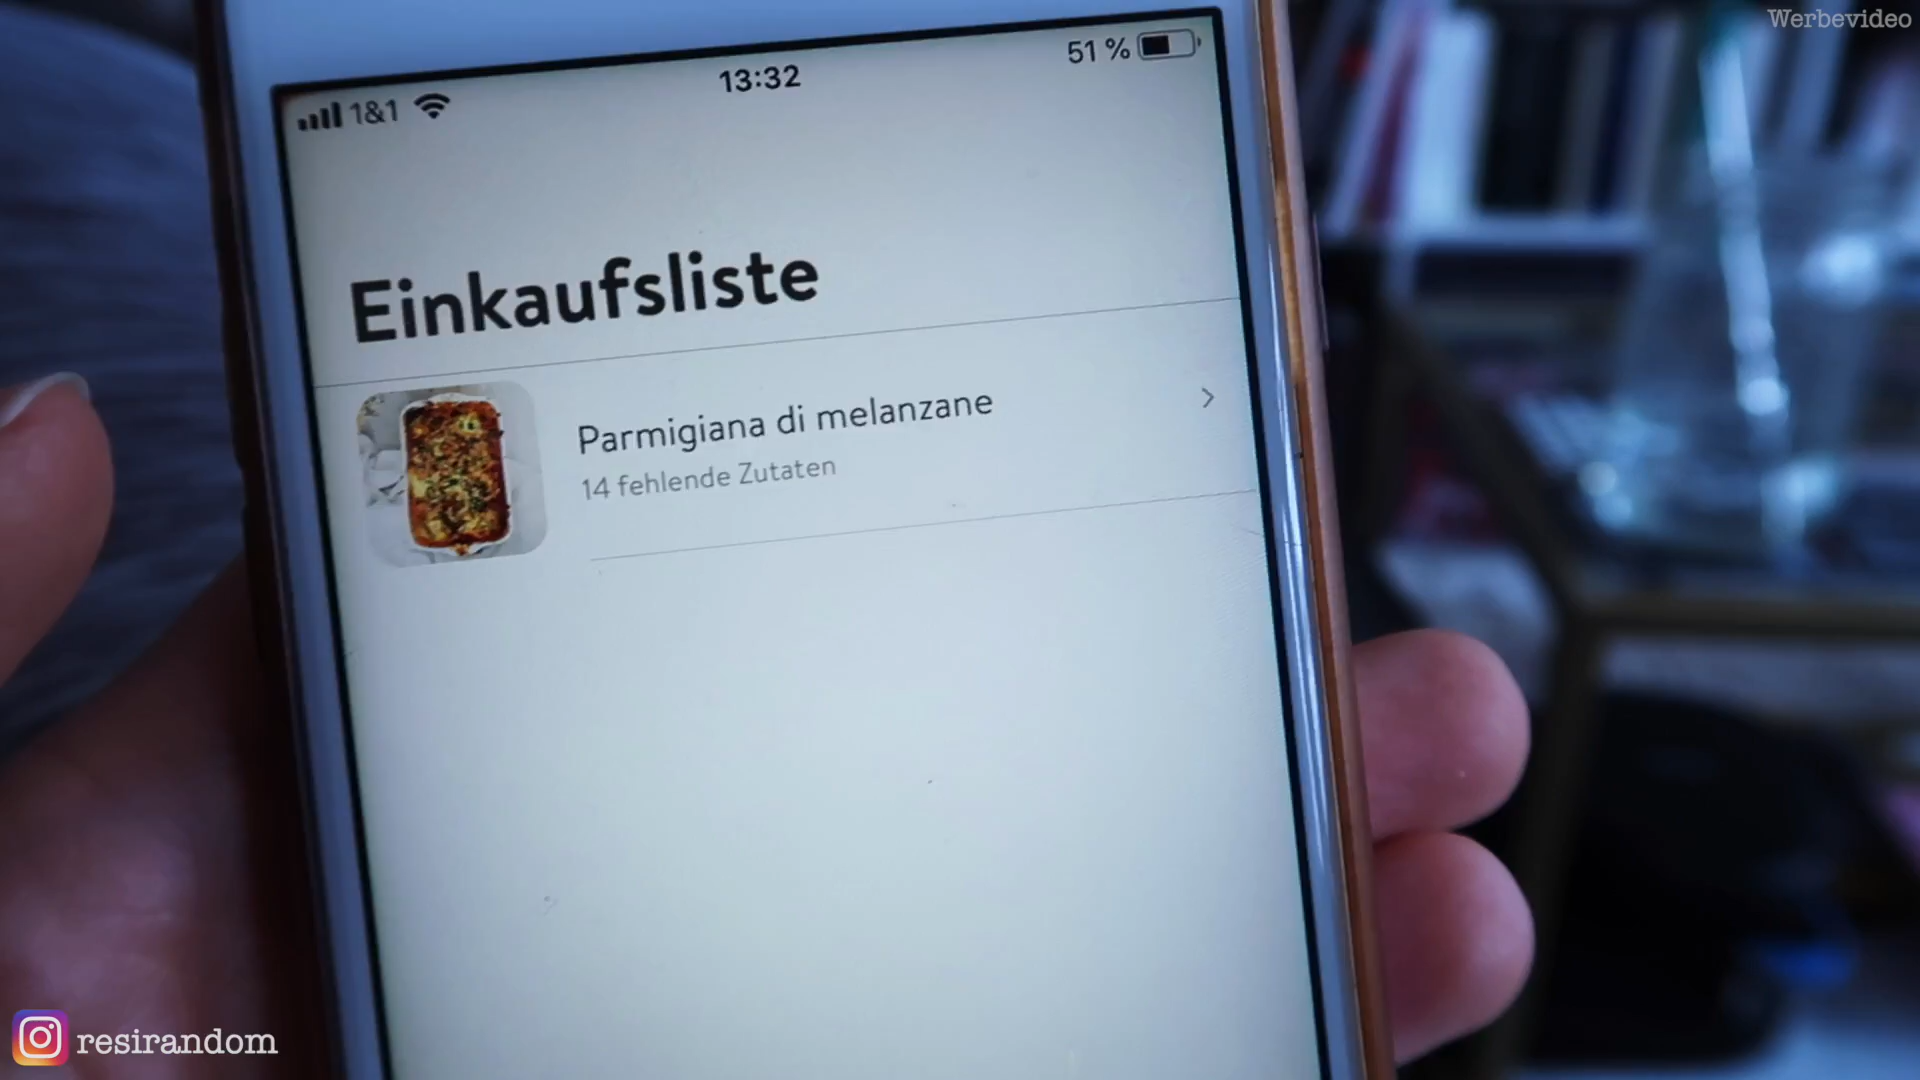 Werbevideo
1&1
13:32
51 %
Einkaufsliste
Parmigiana di melanzane
14 fehlende Zutaten
resirandom